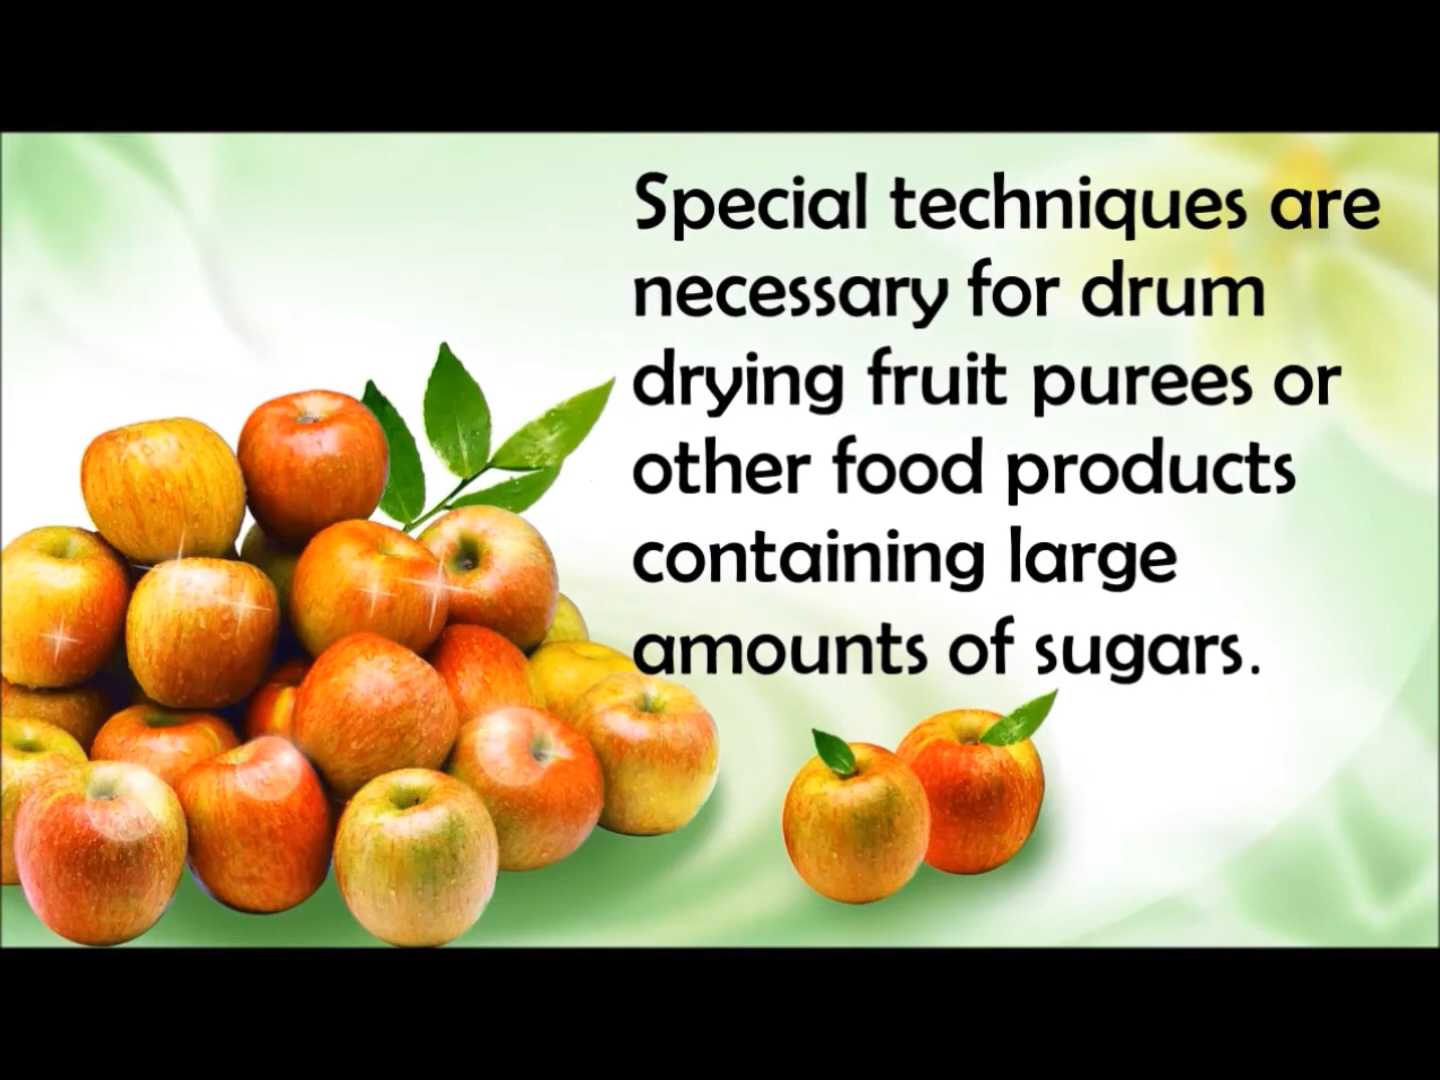 Special techniques are
necessary for drum
drying fruit purees or
other food products
containing large
amounts of sugars.